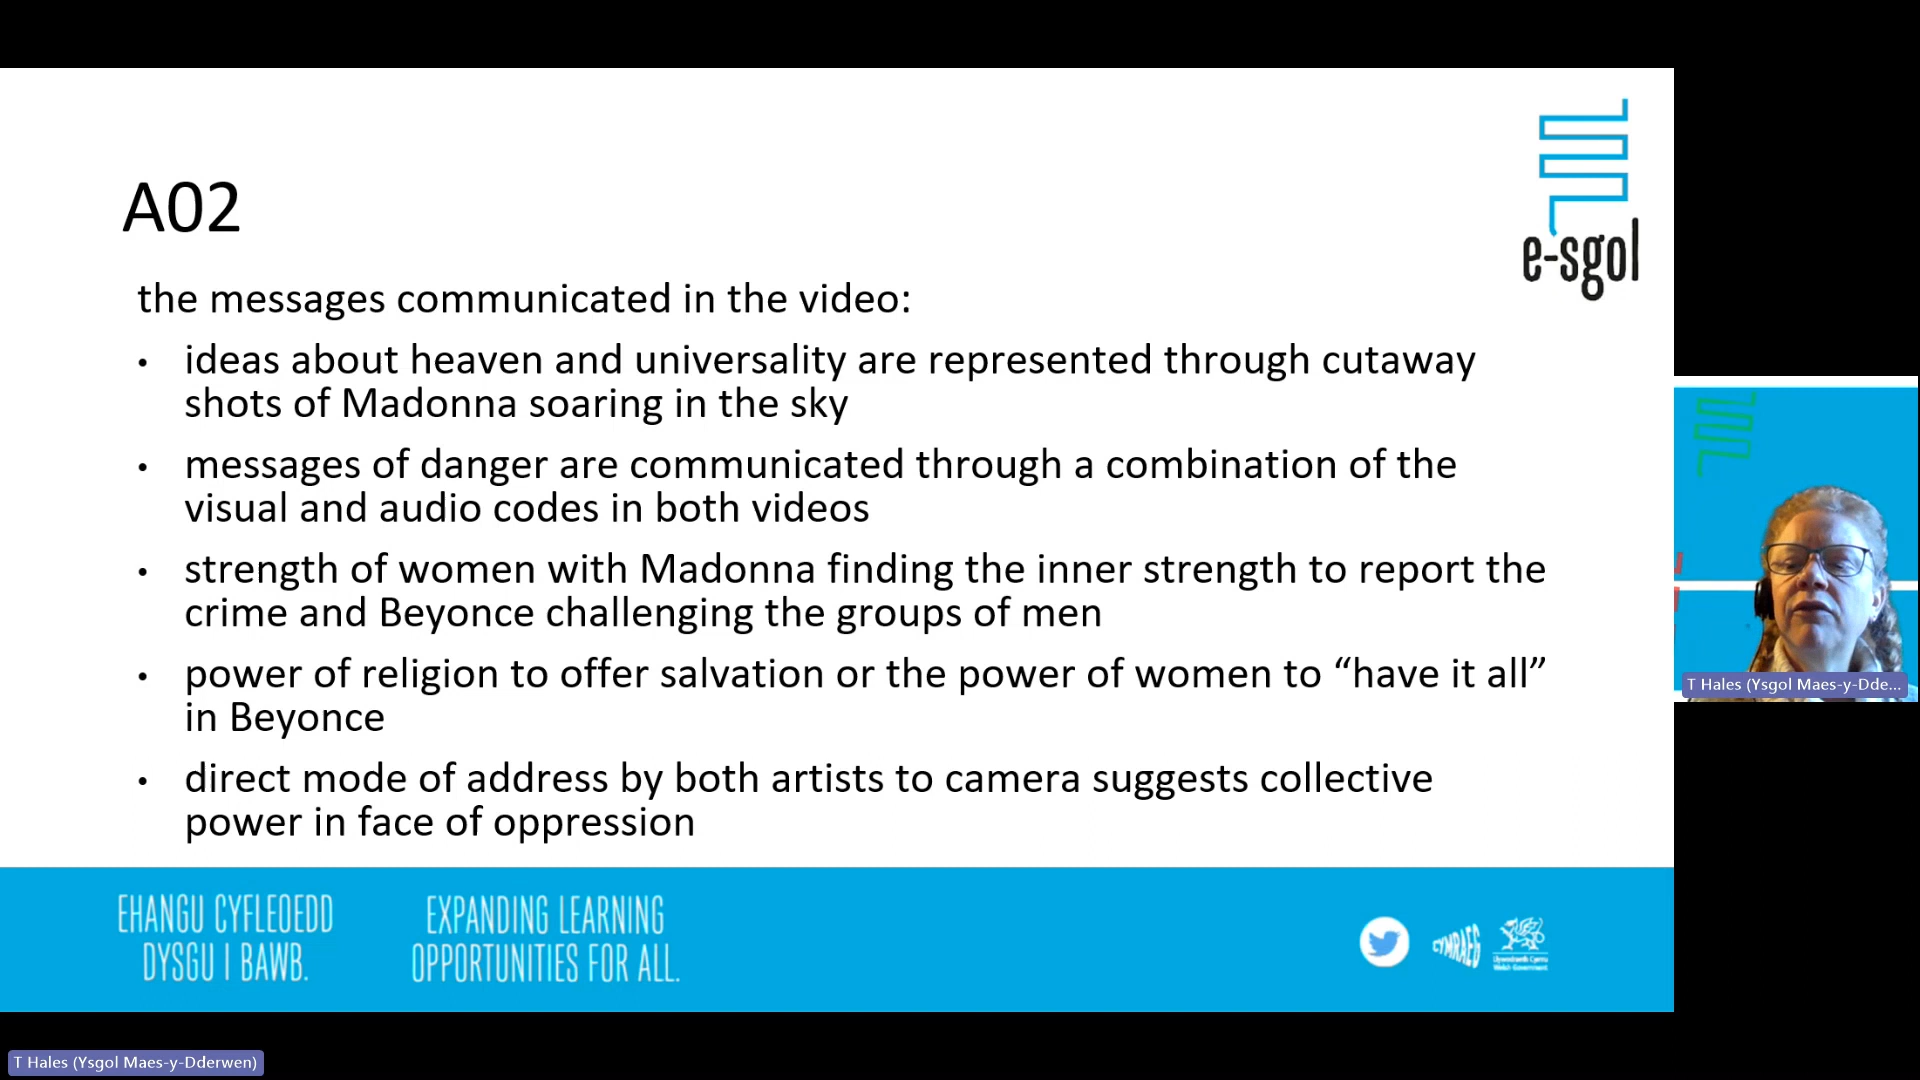 A02
e-sgol
the messages communicated in the video:
• ideas about heaven and universality are represented through cutaway
shots of Madonna soaring in the sky
• messages of danger are communicated through a combination of the
visual and audio codes in both videos
• strength of women with Madonna finding the inner strength to report the
crime and Beyonce challenging the groups of men
• power of religion to offer salvation or the power of women to “have it all”
in Beyonce
• direct mode of address by both artists to camera suggests collective
power in face of oppression
T Hales (Ysgol Maes-y-Dde...
EHANGU CYFLEOEDD
DYSGU I BAWB.
EXPANDING LEARNING
OPPORTUNITIES FOR ALL.
CYMRAEG
Llywodraeth Cymru
Welsh Government
T Hales (Ysgol Maes-y-Dderwen)